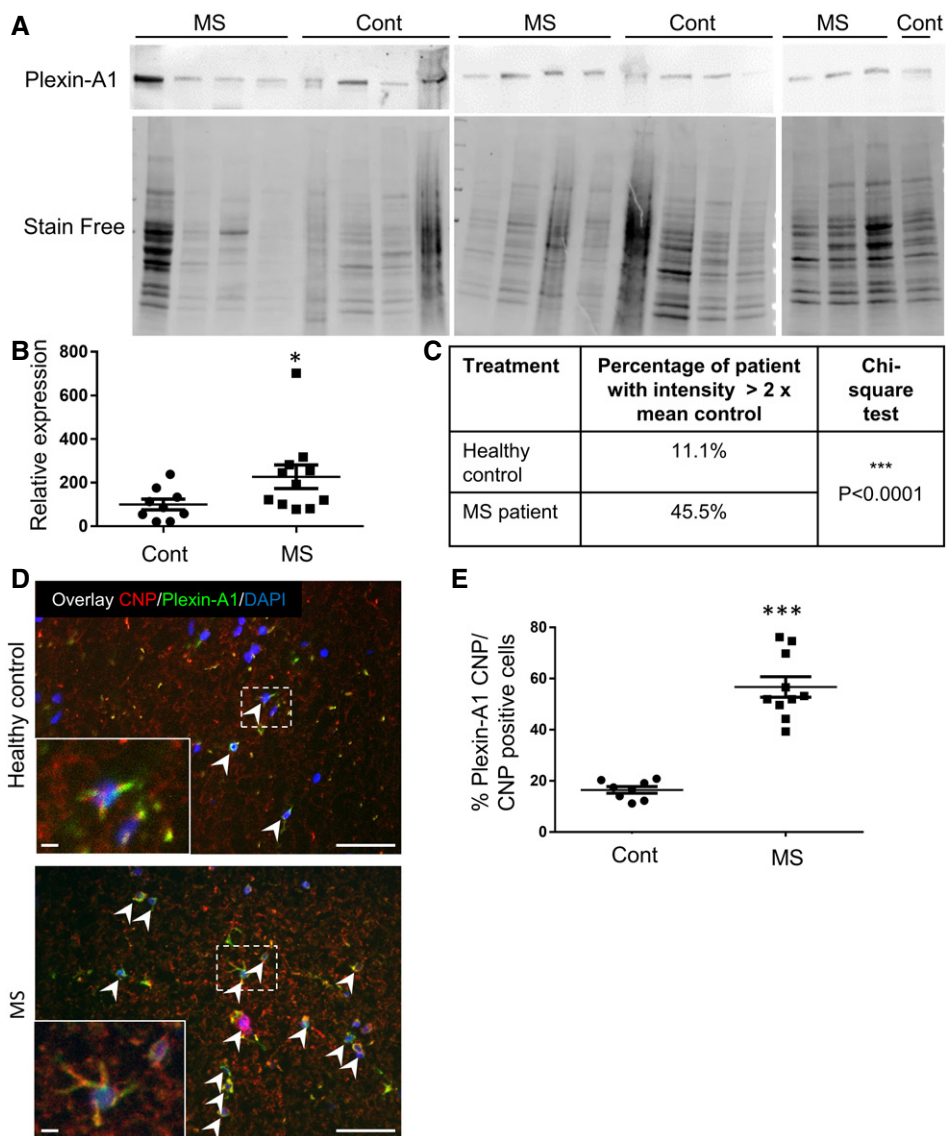 A
MS
Cont
MS
Cont
MS
Cont
Plexin-A1
Stain Free
B
800
600
400
200
0
Relative expression
*
Cont
MS
C
Treatment
Percentage of patient
with intensity > 2 x
mean control
Chi-
square
test
Healthy
control
11.1%
***
P<0.0001
MS patient
45.5%
D
Overlay CNP/Plexin-A1/DAPI
Healthy control
MS
E
% Plexin-A1 CNP/
CNP positive cells
80
60
40
20
0
***
Cont
MS